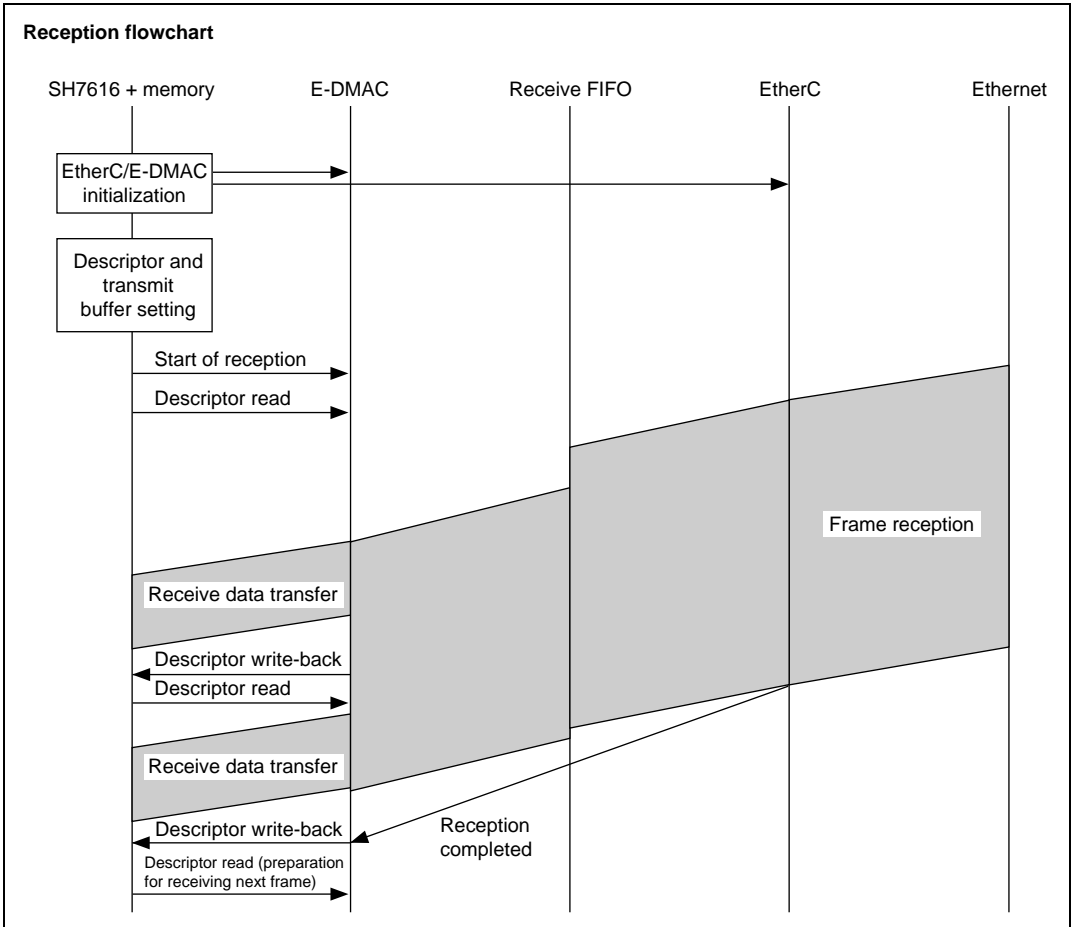 Reception flowchart
SH7616 + memory
E-DMAC
Receive FIFO
EtherC
Ethernet
EtherC/E-DMAC
initialization
Descriptor and
transmit
buffer setting
Start of reception
Descriptor read
Frame reception
Receive data transfer
Descriptor write-back
Descriptor read
Receive data transfer
Descriptor write-back
Reception
completed
Descriptor read (preparation
for receiving next frame)